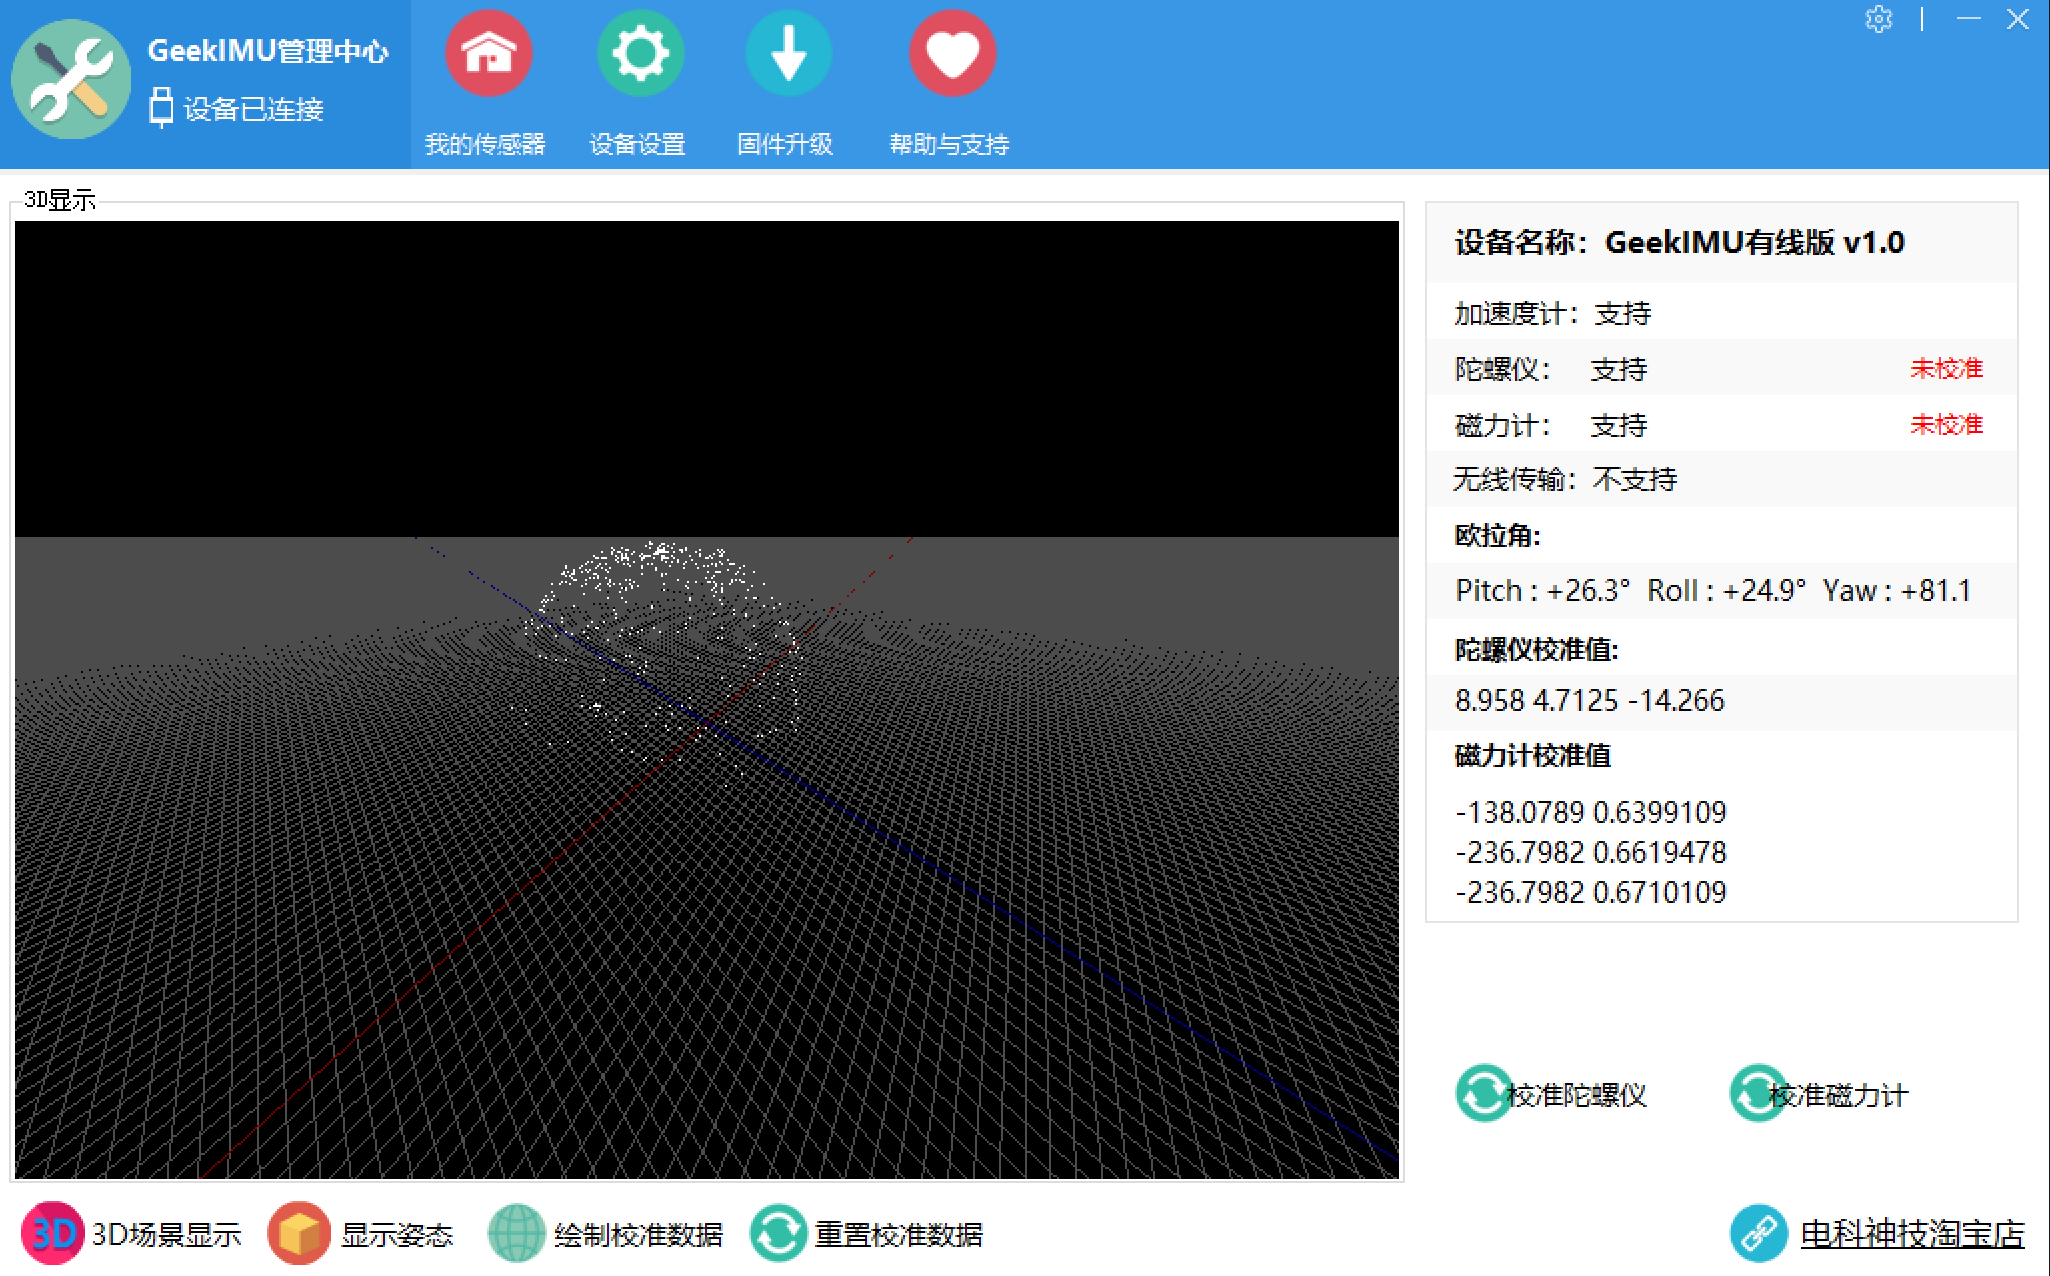 GeekIMU管理中心
设备已连接
我的传感器
设备设置
固件升级
帮助与支持
3D显示
设备名称：GeekIMU有线版 v1.0
加速度计：支持
陀螺仪： 支持 未校准
磁力计： 支持 未校准
无线传输：不支持
欧拉角:
Pitch : +26.3° Roll : +24.9° Yaw : +81.1
陀螺仪校准值:
8.958 4.7125 -14.266
磁力计校准值
-138.0789 0.6399109
-236.7982 0.6619478
-236.7982 0.6710109
校准陀螺仪
校准磁力计
3D
3D场景显示
显示姿态
绘制校准数据
重置校准数据
电科神技淘宝店